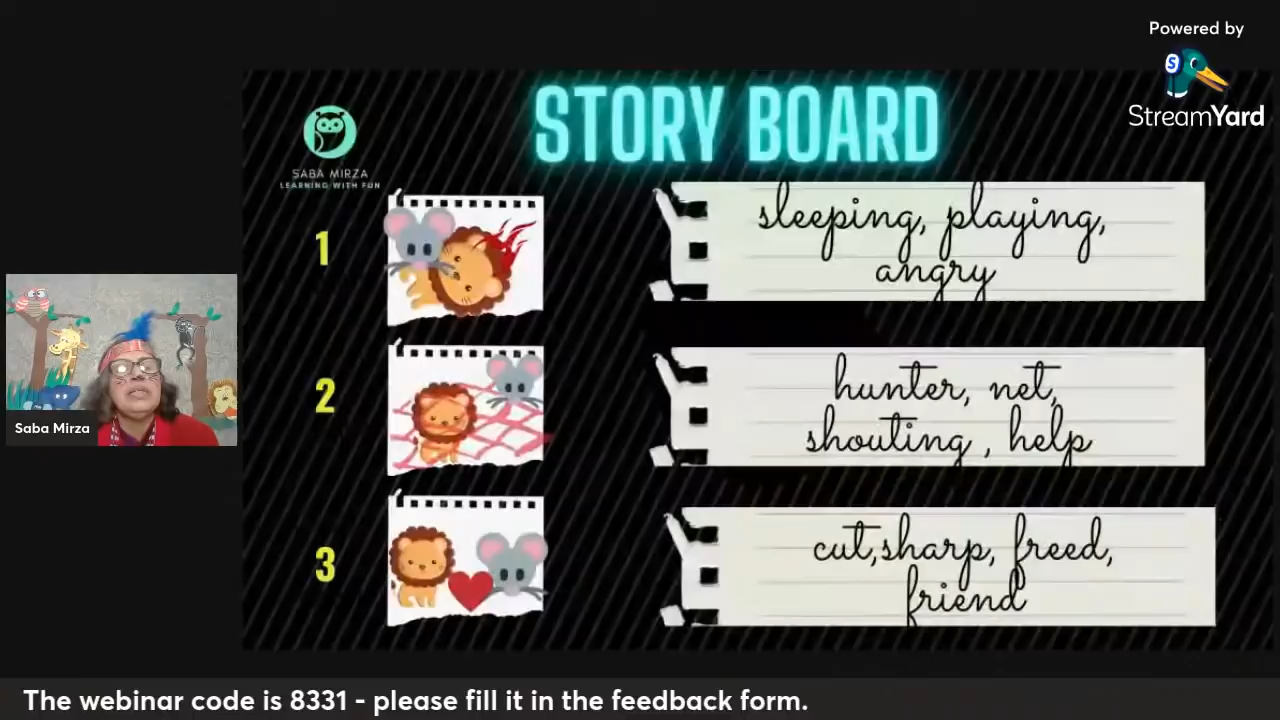 Powered by
StreamYard
STORY BOARD
SABA MIRZA
LEARNING WITH FUN
1
sleeping, playing,
angry
2
hunter, net,
shouting , help
3
cut,sharp, freed,
friend
Saba Mirza
The webinar code is 8331 - please fill it in the feedback form.